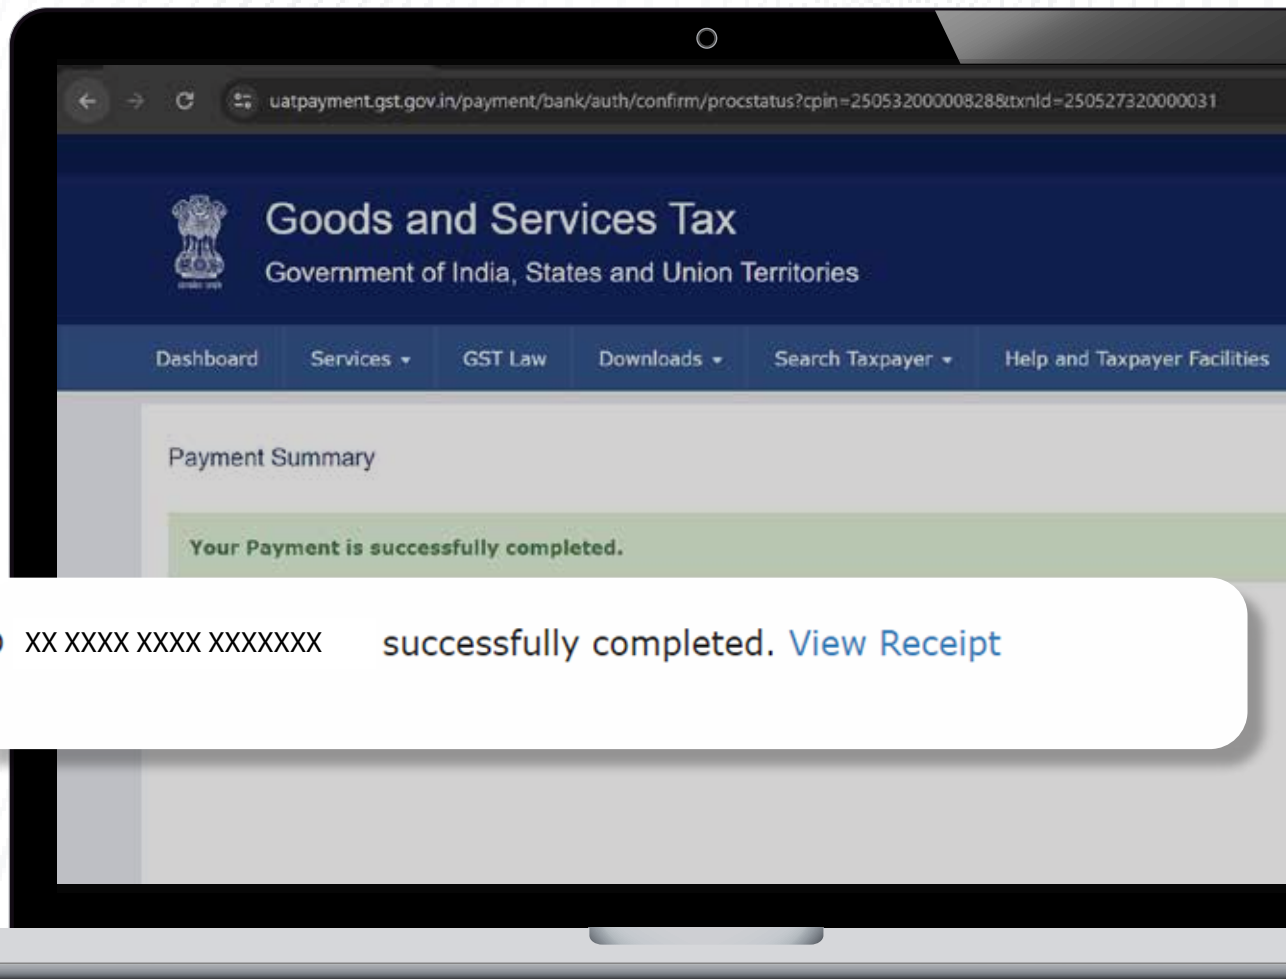 uatpayment.gst.gov.in/payment/bank/auth/confirm/procstatus?cpin=25053200000828&txnId=250527320000031
Goods and Services Tax
Government of India, States and Union Territories
Dashboard Services GST Law Downloads Search Taxpayer Help and Taxpayer Facilities
Payment Summary
Your Payment is successfully completed.
XX XXXX XXXX XXXXXXX successfully completed. View Receipt